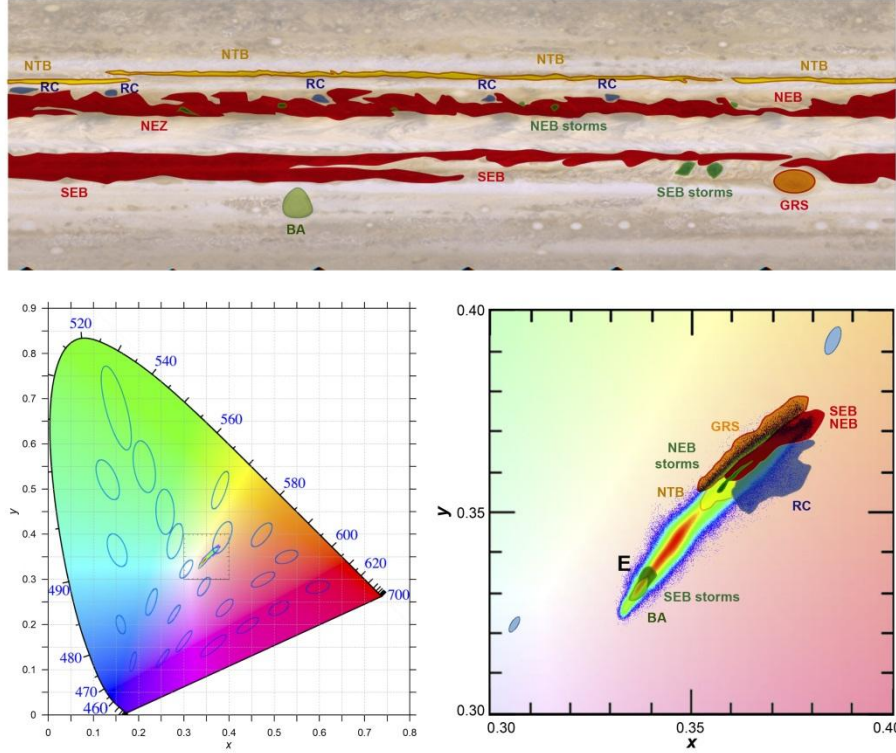 NTB
NTB
NTB
NTB
RC
RC
RC
RC
RC
NEB
NEZ
NEB storms
SEB
SEB
SEB storms
GRS
BA
0.9
0.8
0.7
0.6
0.5
0.4
0.3
0.2
0.1
0
y
520
540
560
580
600
620
700
490
480
470
460
0 0.1 0.2 0.3 0.4 0.5 0.6 0.7 0.8
x
0.40
0.35
0.30
y
GRS
SEB
NEB
NEB
storms
NTB
RC
E
SEB storms
BA
0.30 0.35 0.40
x